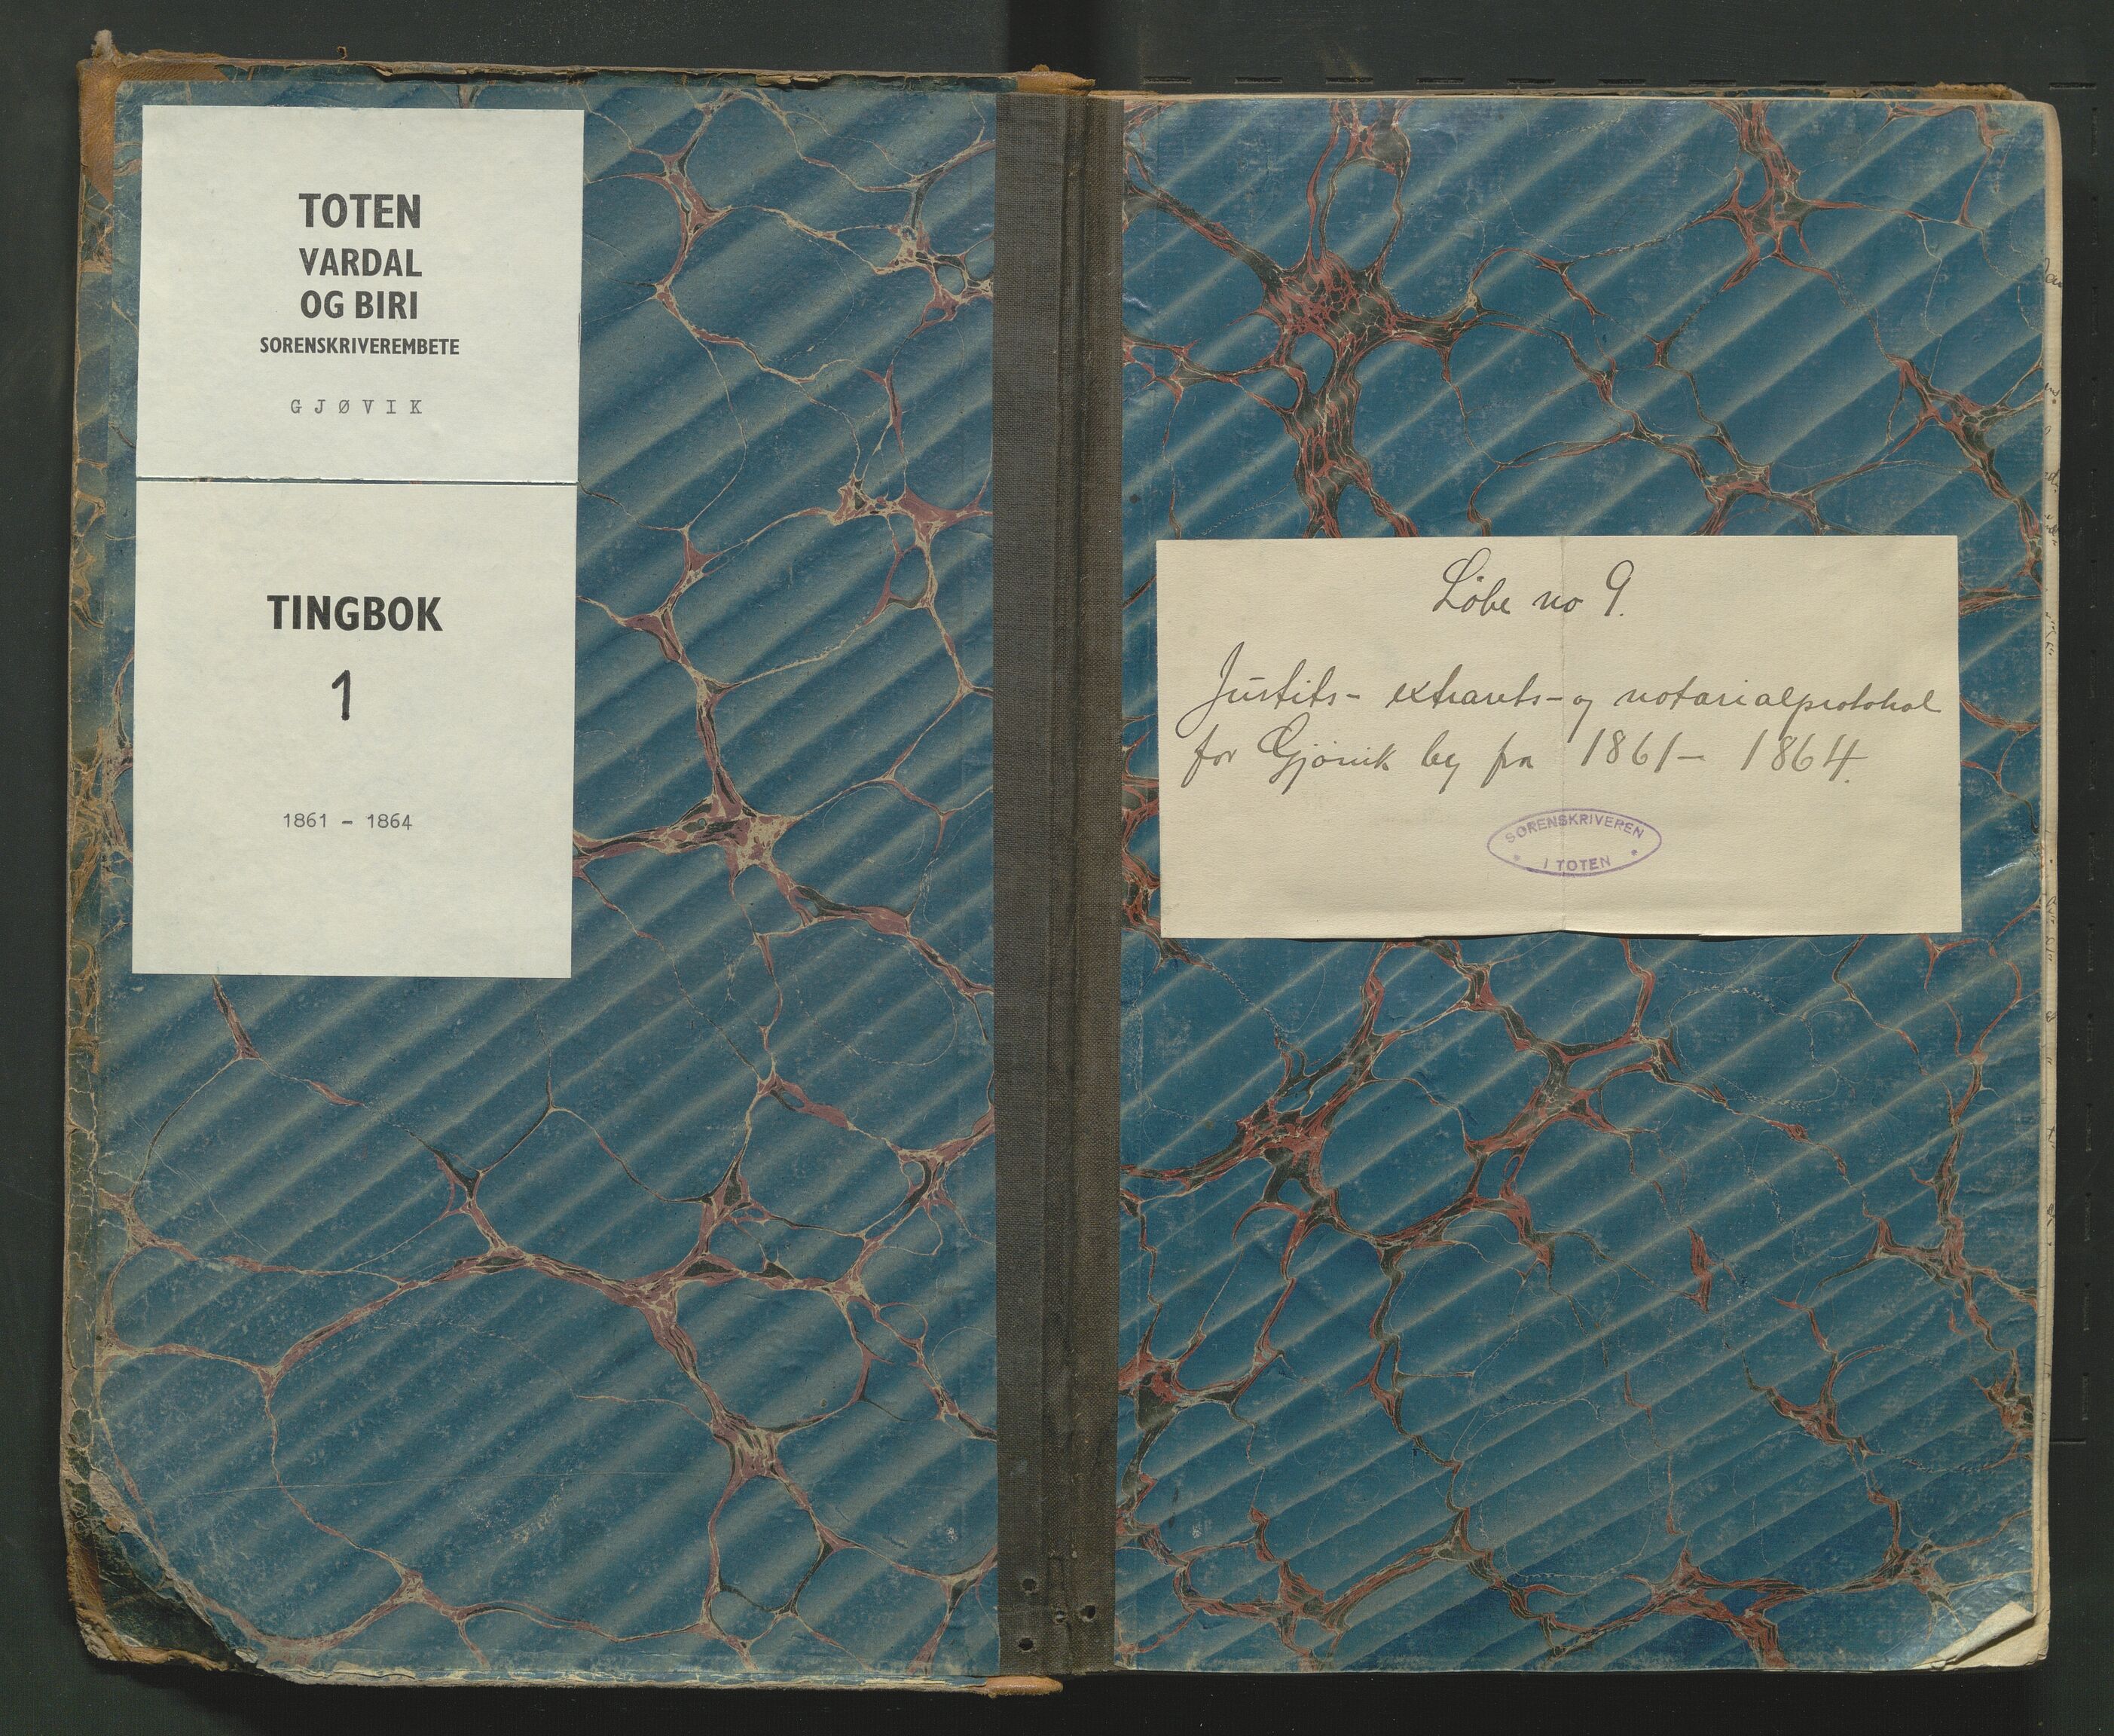 TOTEN
VARDAL
OG BIRI
SORENSKRIVEREMBETE
GJØVIK
TINGBOK
1
1861 - 1864
Löbe no 9.
Justits- extrarets- og notarialprotokol
for Gjövik by fra 1861- 1864.
SORENSKRIVEREN
I TOTEN